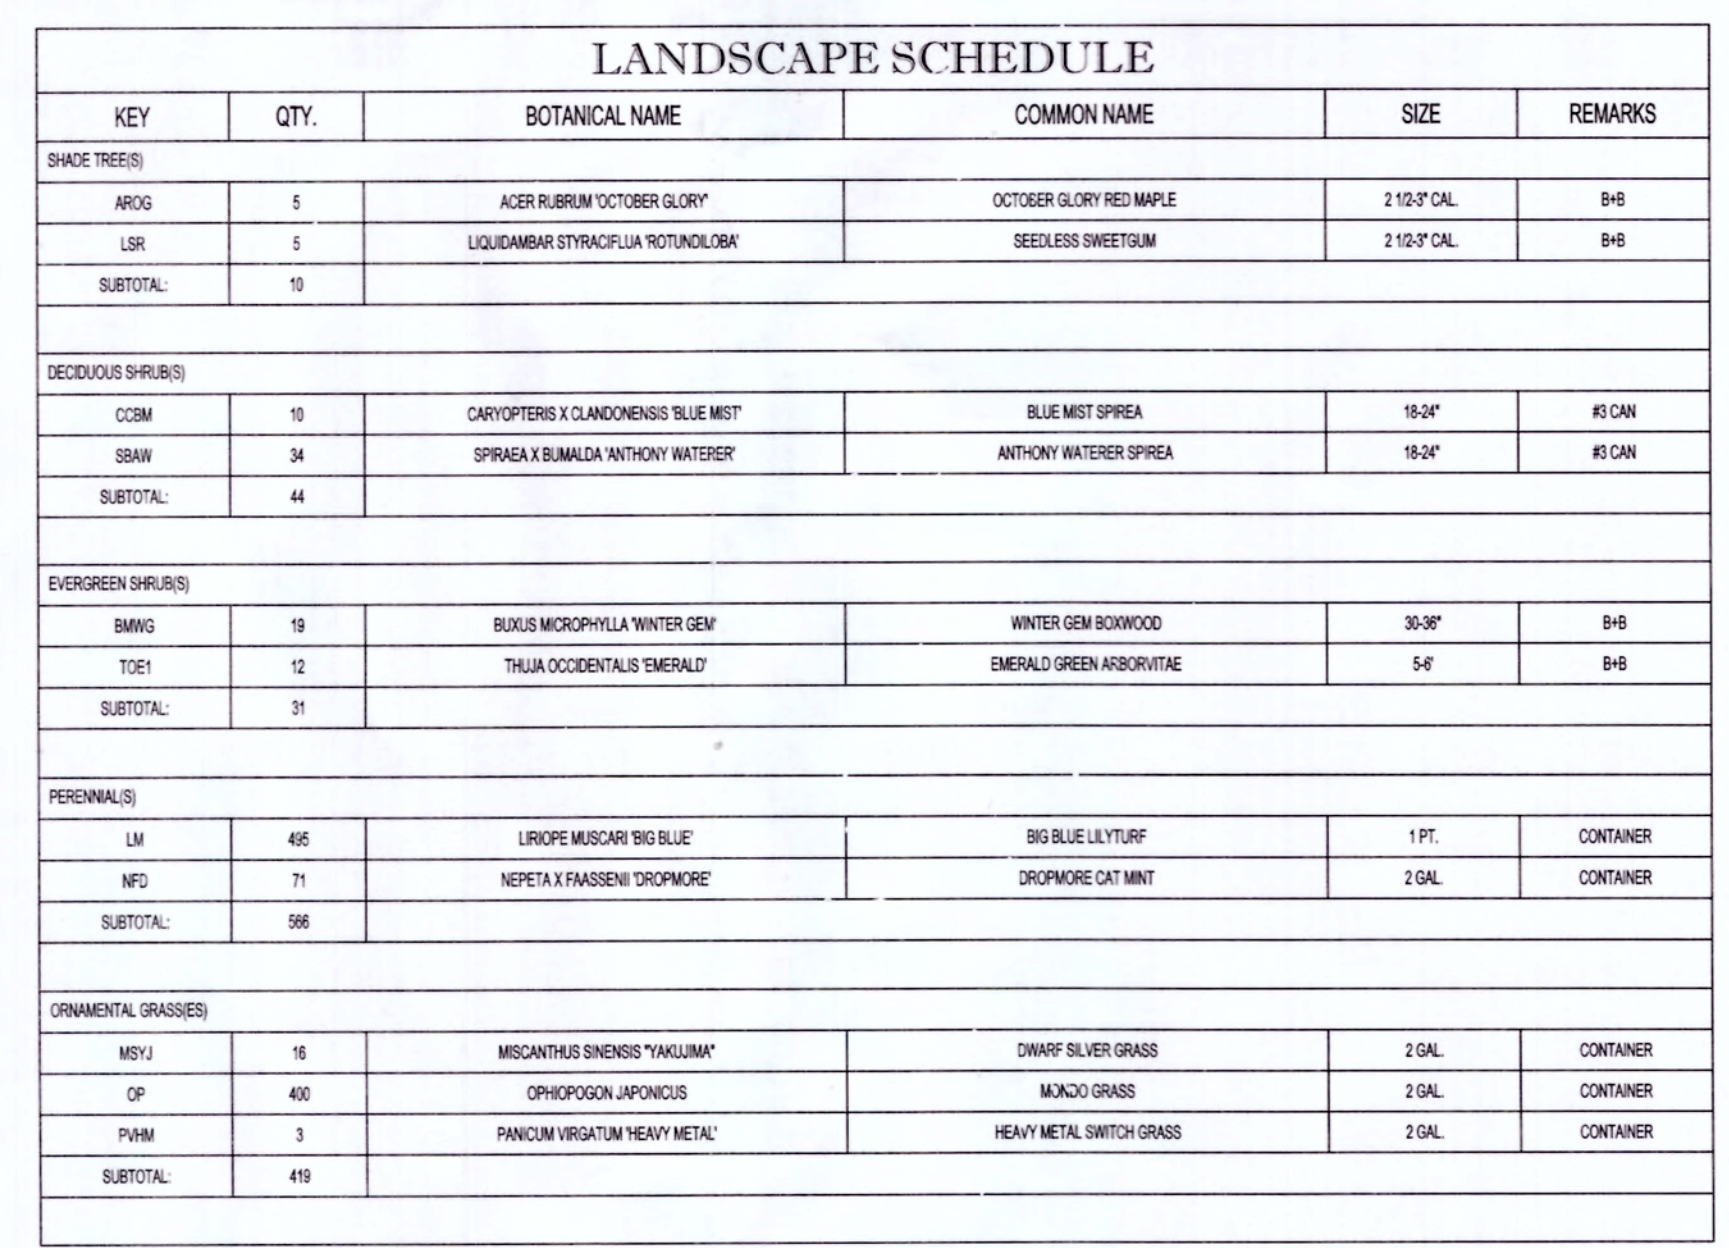 LANDSCAPE SCHEDULE
KEY QTY. BOTANICAL NAME COMMON NAME SIZE REMARKS
SHADE TREE(S)
AROG 5 ACER RUBRUM 'OCTOBER GLORY' OCTOBER GLORY RED MAPLE 2 1/2-3" CAL. B+B
LSR 5 LIQUIDAMBAR STYRACIFLUA 'ROTUNDILOBA' SEEDLESS SWEETGUM 2 1/2-3" CAL. B+B
SUBTOTAL: 10
DECIDUOUS SHRUB(S)
CCBM 10 CARYOPTERIS X CLANDONENSIS 'BLUE MIST' BLUE MIST SPIREA 18-24" #3 CAN
SBAW 34 SPIRAEA X BUMALDA 'ANTHONY WATERER' ANTHONY WATERER SPIREA 18-24" #3 CAN
SUBTOTAL: 44
EVERGREEN SHRUB(S)
BMWG 19 BUXUS MICROPHYLLA 'WINTER GEM' WINTER GEM BOXWOOD 30-36" B+B
TOE1 12 THUJA OCCIDENTALIS 'EMERALD' EMERALD GREEN ARBORVITAE 5-6' B+B
SUBTOTAL: 31
PERENNIAL(S)
LM 495 LIRIOPE MUSCARI 'BIG BLUE' BIG BLUE LILYTURF 1 PT. CONTAINER
NFD 71 NEPETA X FAASSENII 'DROPMORE' DROPMORE CAT MINT 2 GAL. CONTAINER
SUBTOTAL: 566
ORNAMENTAL GRASS(ES)
MSYJ 16 MISCANTHUS SINENSIS "YAKUJIMA" DWARF SILVER GRASS 2 GAL. CONTAINER
OP 400 OPHIOPOGON JAPONICUS MONDO GRASS 2 GAL. CONTAINER
PVHM 3 PANICUM VIRGATUM 'HEAVY METAL' HEAVY METAL SWITCH GRASS 2 GAL. CONTAINER
SUBTOTAL: 419